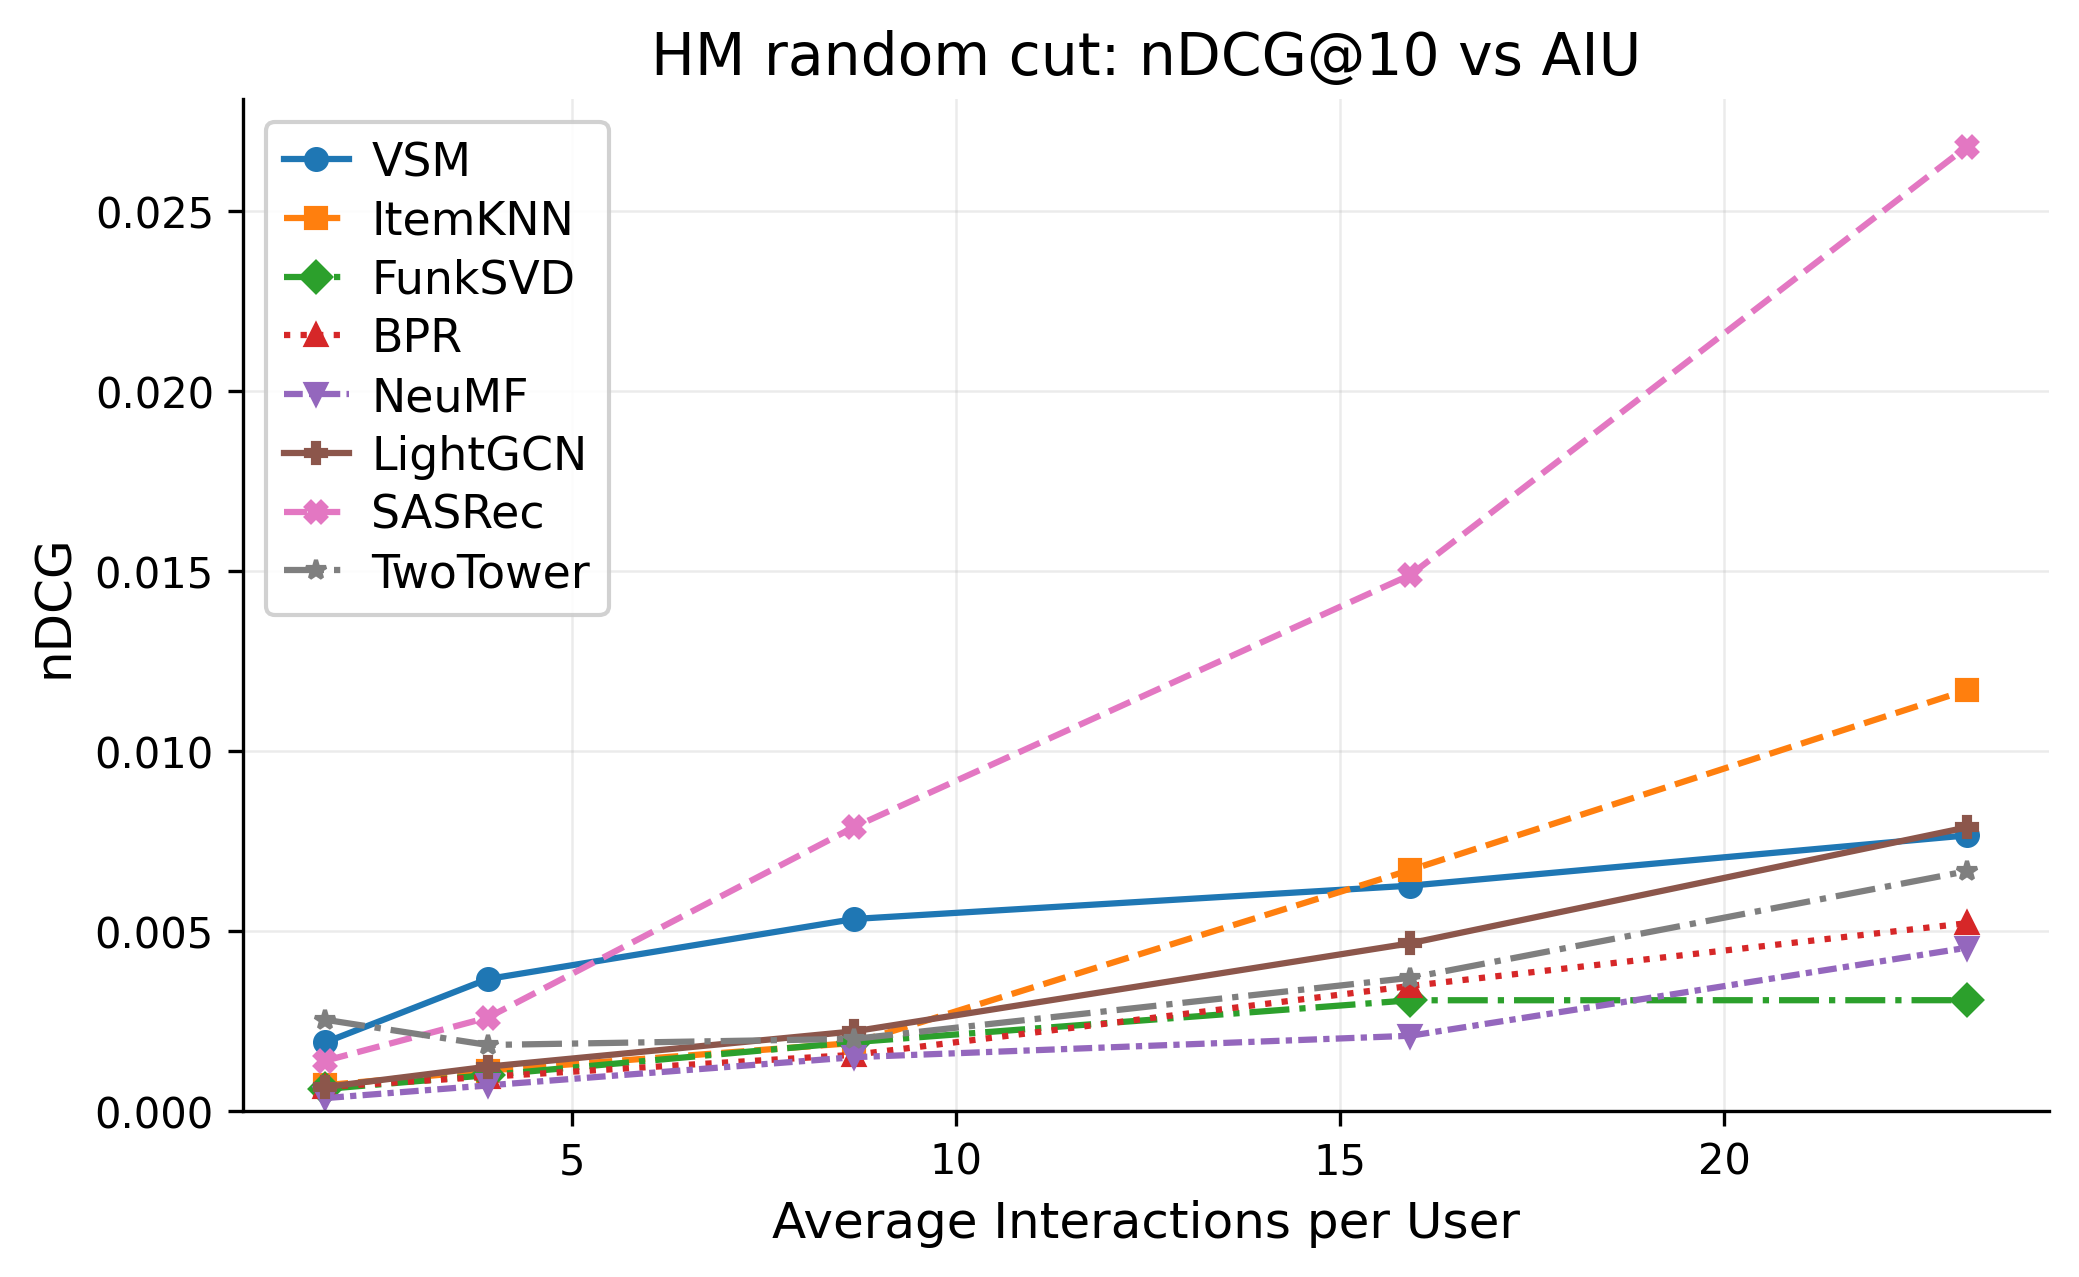 HM random cut: nDCG@10 vs AIU
VSM
ItemKNN
FunkSVD
BPR
NeuMF
LightGCN
SASRec
TwoTower
nDCG
0.025
0.020
0.015
0.010
0.005
0.000
5
10
15
20
Average Interactions per User